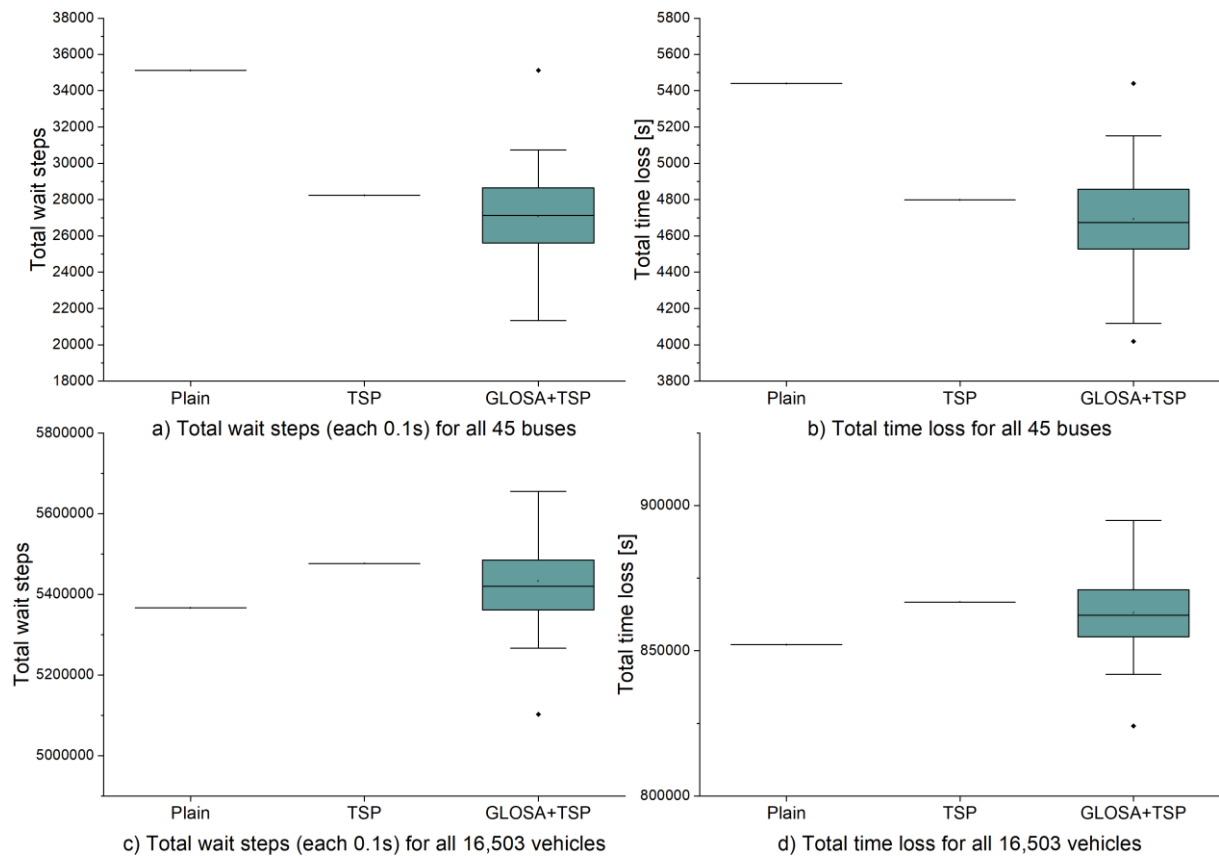 38000
36000
34000
32000
30000
28000
26000
24000
22000
20000
18000
Total wait steps
Plain
TSP
GLOSA+TSP
a) Total wait steps (each 0.1s) for all 45 buses
5800
5600
5400
5200
5000
4800
4600
4400
4200
4000
3800
Total time loss [s]
Plain
TSP
GLOSA+TSP
b) Total time loss for all 45 buses
5800000
5600000
5400000
5200000
5000000
Total wait steps
Plain
TSP
GLOSA+TSP
c) Total wait steps (each 0.1s) for all 16,503 vehicles
900000
850000
800000
Total time loss [s]
Plain
TSP
GLOSA+TSP
d) Total time loss for all 16,503 vehicles